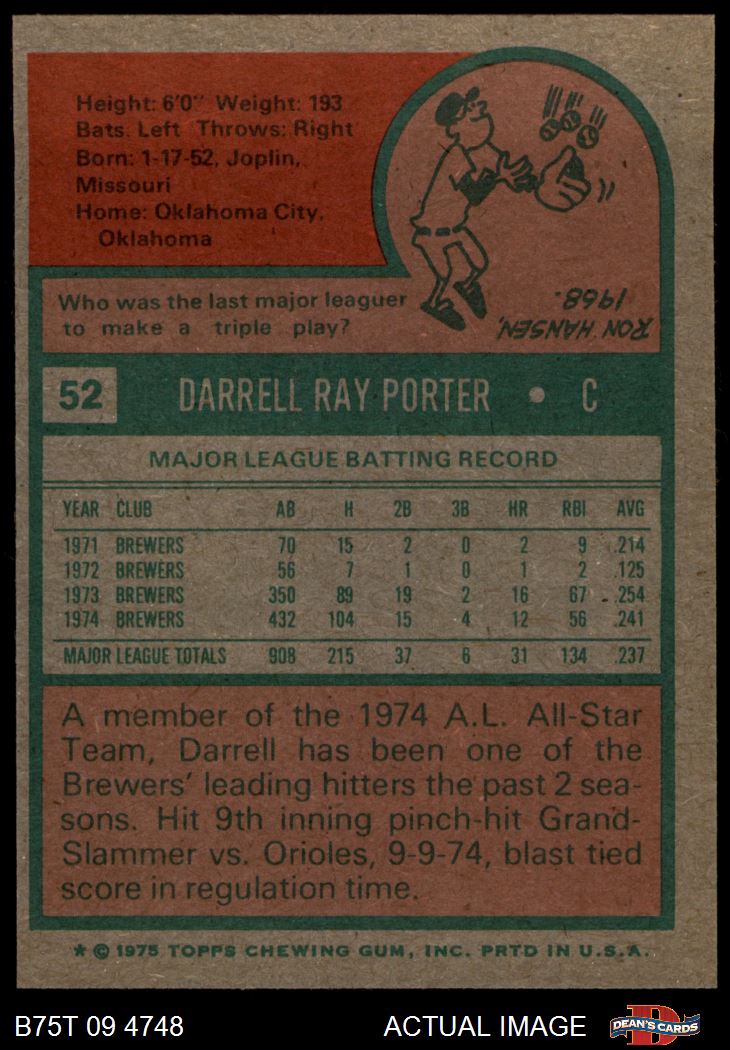 Height: 6'0" Weight: 193
Bats: Left Throws: Right
Born: 1-17-52, Joplin,
Missouri
Home: Oklahoma City,
Oklahoma
Who was the last major leaguer
to make a triple play?
RON HANSEN,
1968.
52 DARRELL RAY PORTER • C
MAJOR LEAGUE BATTING RECORD
YEAR CLUB AB H 2B 3B HR RBI AVG
1971 BREWERS 70 15 2 0 2 9 .214
1972 BREWERS 56 7 1 0 1 2 .125
1973 BREWERS 350 89 19 2 16 67 .254
1974 BREWERS 432 104 15 4 12 56 .241
MAJOR LEAGUE TOTALS 908 215 37 6 31 134 .237
A member of the 1974 A.L. All-Star
Team, Darrell has been one of the
Brewers' leading hitters the past 2 sea-
sons. Hit 9th inning pinch-hit Grand-
Slammer vs. Orioles, 9-9-74, blast tied
score in regulation time.
* © 1975 TOPPS CHEWING GUM, INC. PRTD IN U.S.A.
B75T 09 4748 ACTUAL IMAGE
D
DEAN'S CARDS